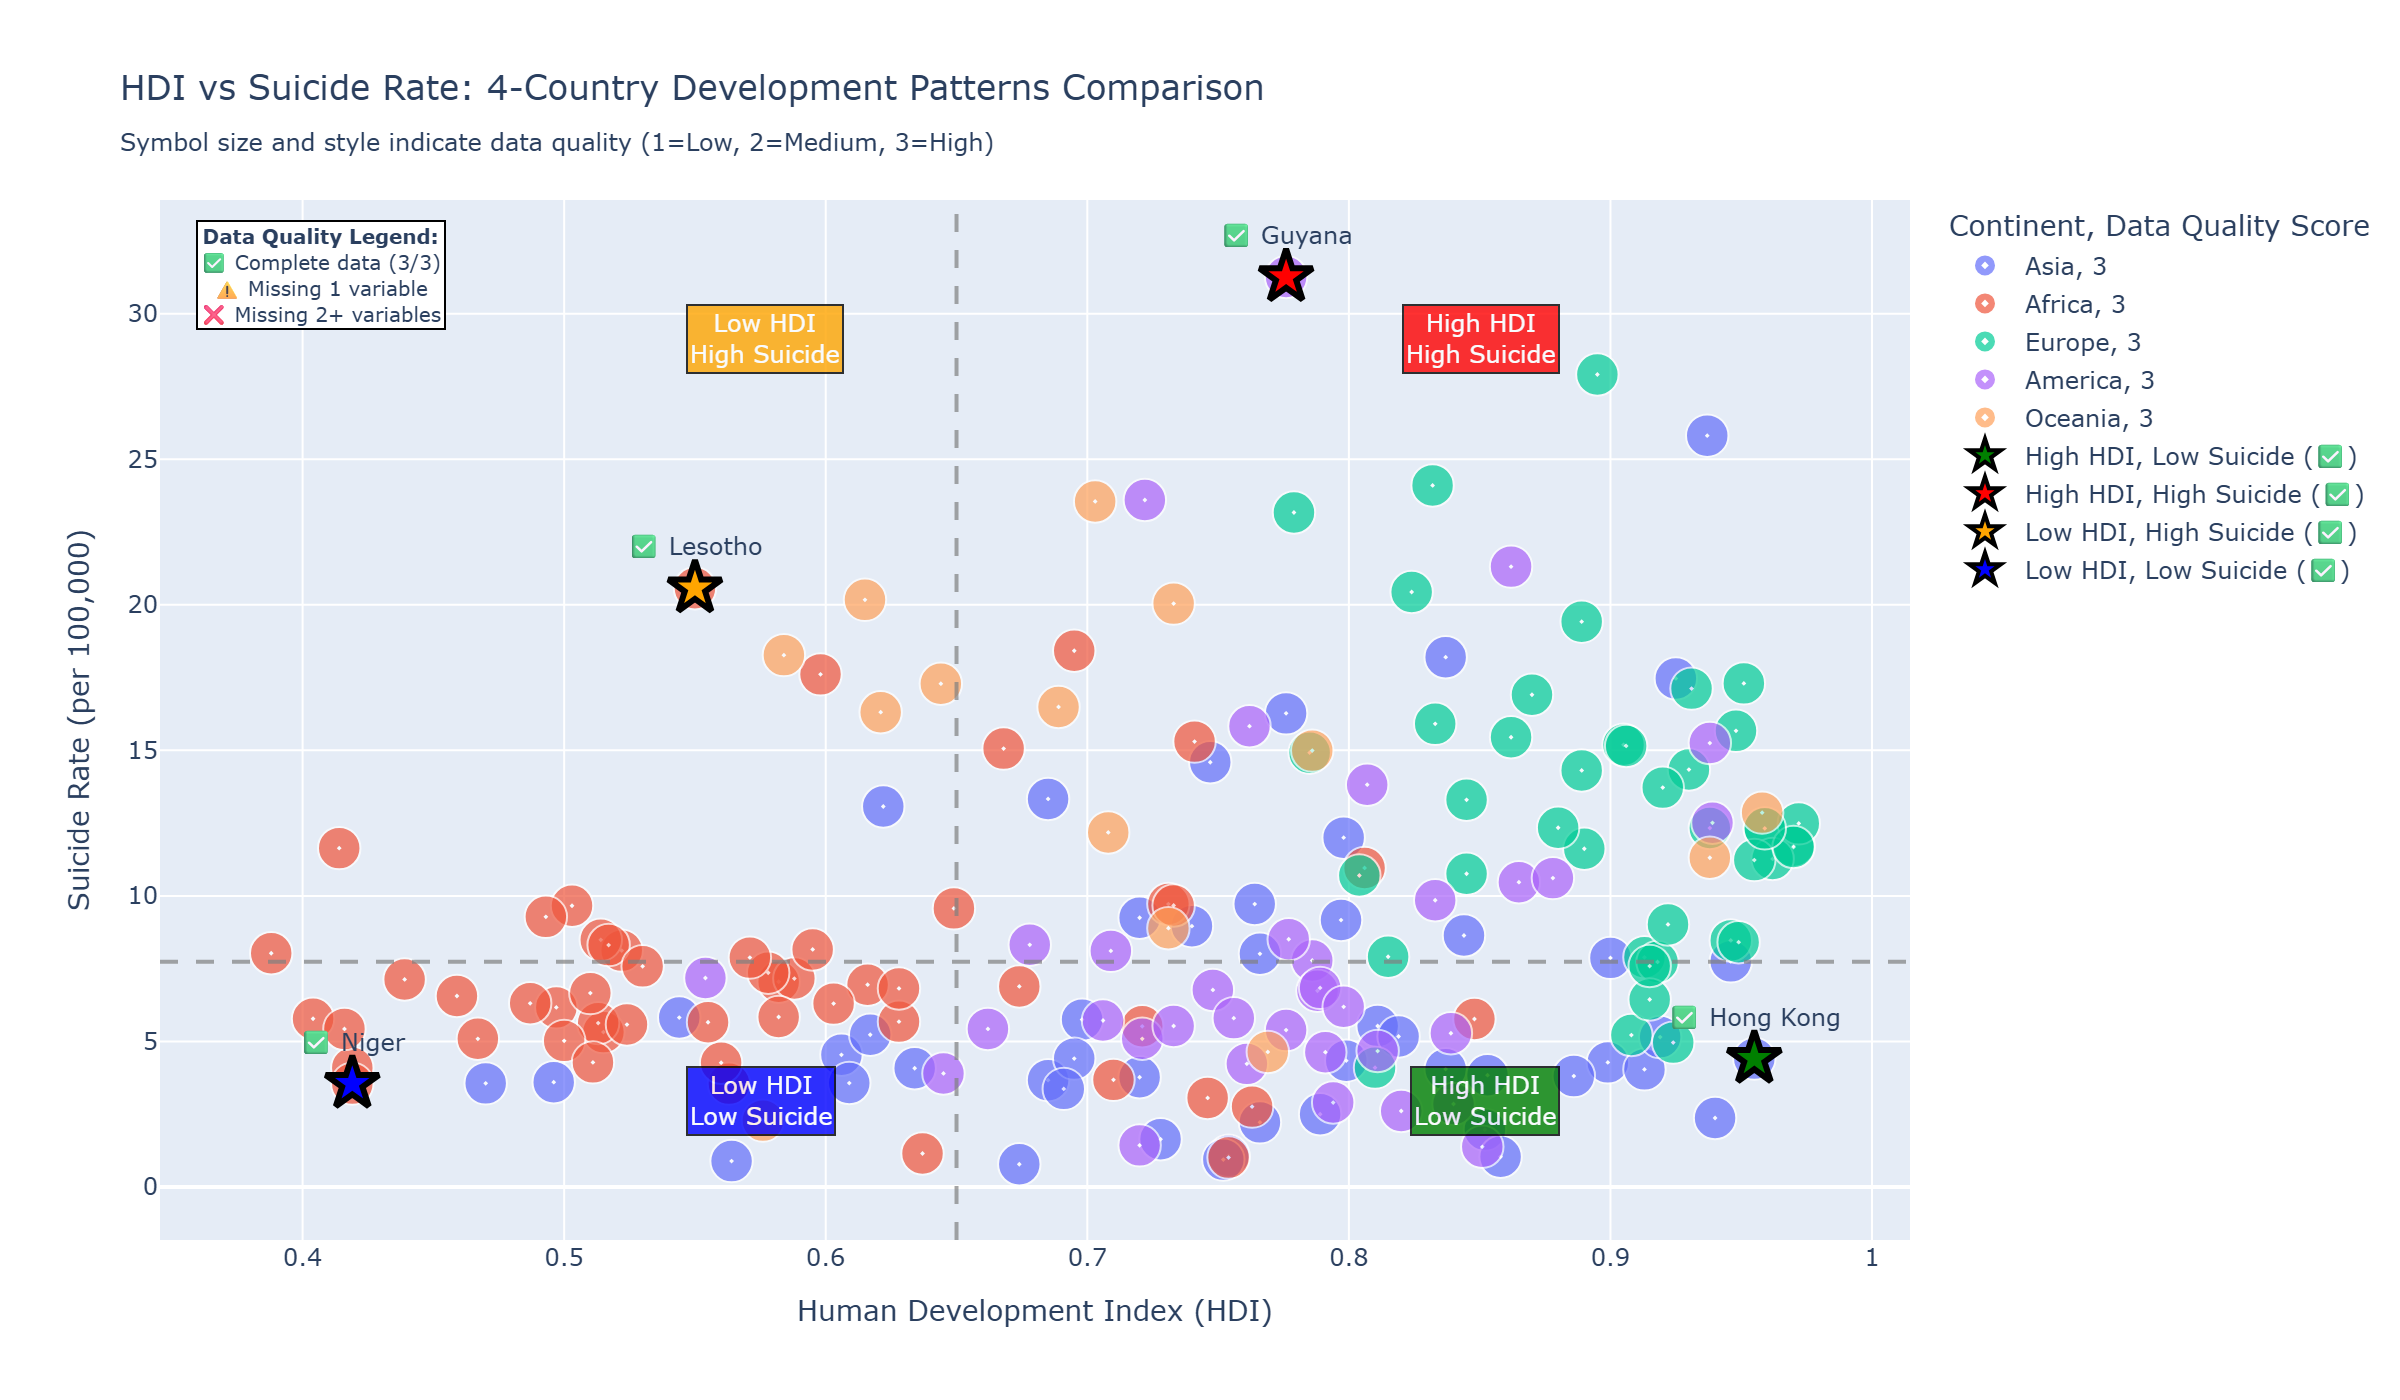 HDI vs Suicide Rate: 4-Country Development Patterns Comparison
Symbol size and style indicate data quality (1=Low, 2=Medium, 3=High)
Data Quality Legend:
✅ Complete data (3/3)
⚠️ Missing 1 variable
❌ Missing 2+ variables
✅ Guyana
Low HDI
High Suicide
High HDI
High Suicide
✅ Lesotho
✅ Niger
✅ Hong Kong
Low HDI
Low Suicide
High HDI
Low Suicide
30
25
20
15
10
5
0
Suicide Rate (per 100,000)
0.4
0.5
0.6
0.7
0.8
0.9
1
Human Development Index (HDI)
Continent, Data Quality Score
Asia, 3
Africa, 3
Europe, 3
America, 3
Oceania, 3
High HDI, Low Suicide (✅)
High HDI, High Suicide (✅)
Low HDI, High Suicide (✅)
Low HDI, Low Suicide (✅)